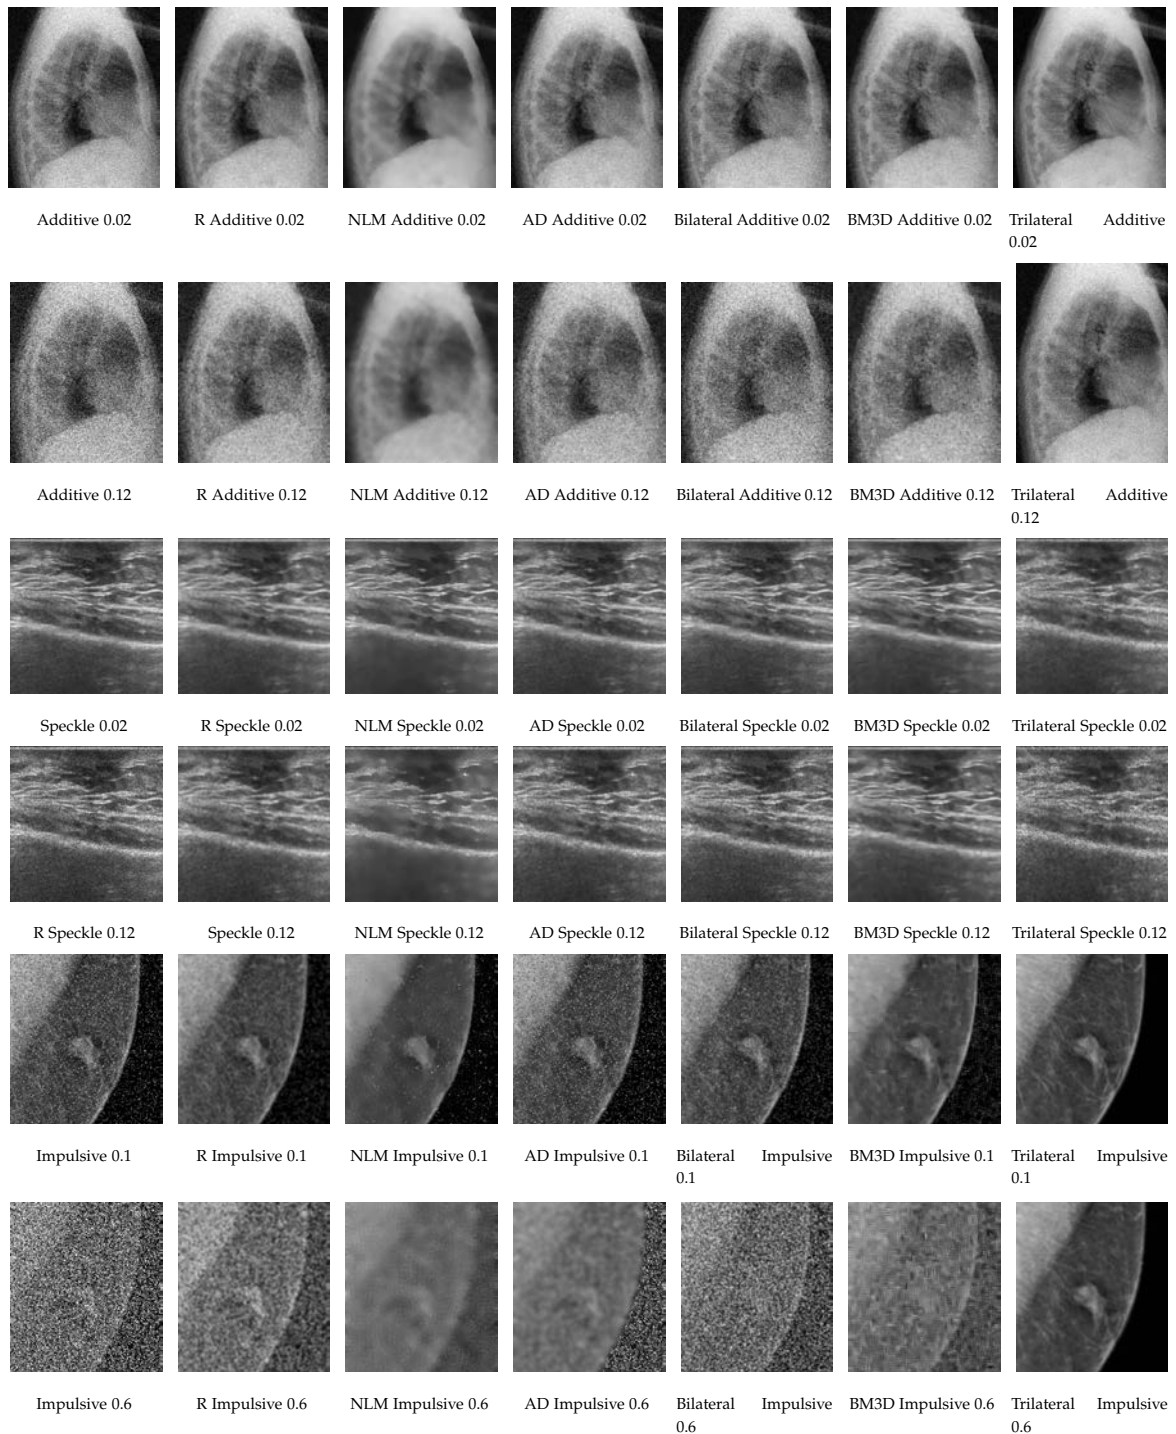 Additive 0.02
R Additive 0.02
NLM Additive 0.02
AD Additive 0.02
Bilateral Additive 0.02
BM3D Additive 0.02
Trilateral Additive
0.02
Additive 0.12
R Additive 0.12
NLM Additive 0.12
AD Additive 0.12
Bilateral Additive 0.12
BM3D Additive 0.12
Trilateral Additive
0.12
Speckle 0.02
R Speckle 0.02
NLM Speckle 0.02
AD Speckle 0.02
Bilateral Speckle 0.02
BM3D Speckle 0.02
Trilateral Speckle 0.02
R Speckle 0.12
Speckle 0.12
NLM Speckle 0.12
AD Speckle 0.12
Bilateral Speckle 0.12
BM3D Speckle 0.12
Trilateral Speckle 0.12
Impulsive 0.1
R Impulsive 0.1
NLM Impulsive 0.1
AD Impulsive 0.1
Bilateral Impulsive
0.1
BM3D Impulsive 0.1
Trilateral Impulsive
0.1
Impulsive 0.6
R Impulsive 0.6
NLM Impulsive 0.6
AD Impulsive 0.6
Bilateral Impulsive
0.6
BM3D Impulsive 0.6
Trilateral Impulsive
0.6